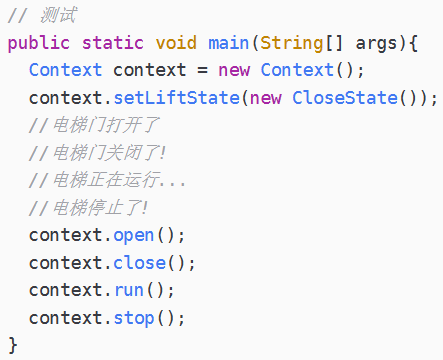 // 测试
public static void main(String[] args){
  Context context = new Context();
  context.setLiftState(new CloseState());
  //电梯门打开了
  //电梯门关闭了!
  //电梯正在运行...
  //电梯停止了!
  context.open();
  context.close();
  context.run();
  context.stop();
}